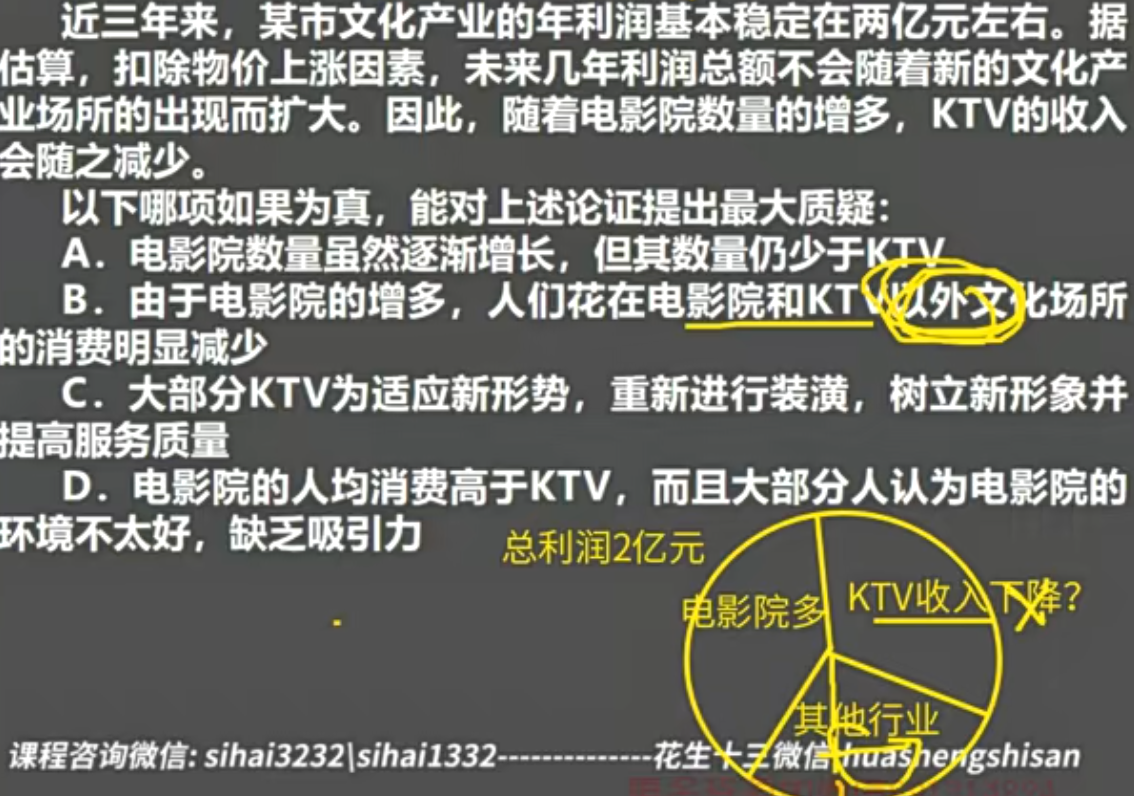 近三年来，某市文化产业的年利润基本稳定在两亿元左右。据
估算，扣除物价上涨因素，未来几年利润总额不会随着新的文化产
业场所的出现而扩大。因此，随着电影院数量的增多，KTV的收入
会随之减少。
以下哪项如果为真，能对上述论证提出最大质疑：
A．电影院数量虽然逐渐增长，但其数量仍少于KTV
B．由于电影院的增多，人们花在电影院和KTV以外文化场所
的消费明显减少
C．大部分KTV为适应新形势，重新进行装潢，树立新形象并
提高服务质量
D．电影院的人均消费高于KTV，而且大部分人认为电影院的
环境不太好，缺乏吸引力
总利润2亿元
电影院多
KTV收入下降？
其他行业
课程咨询微信: sihai3232\sihai1332--------------花生十三微信|huashengshisan